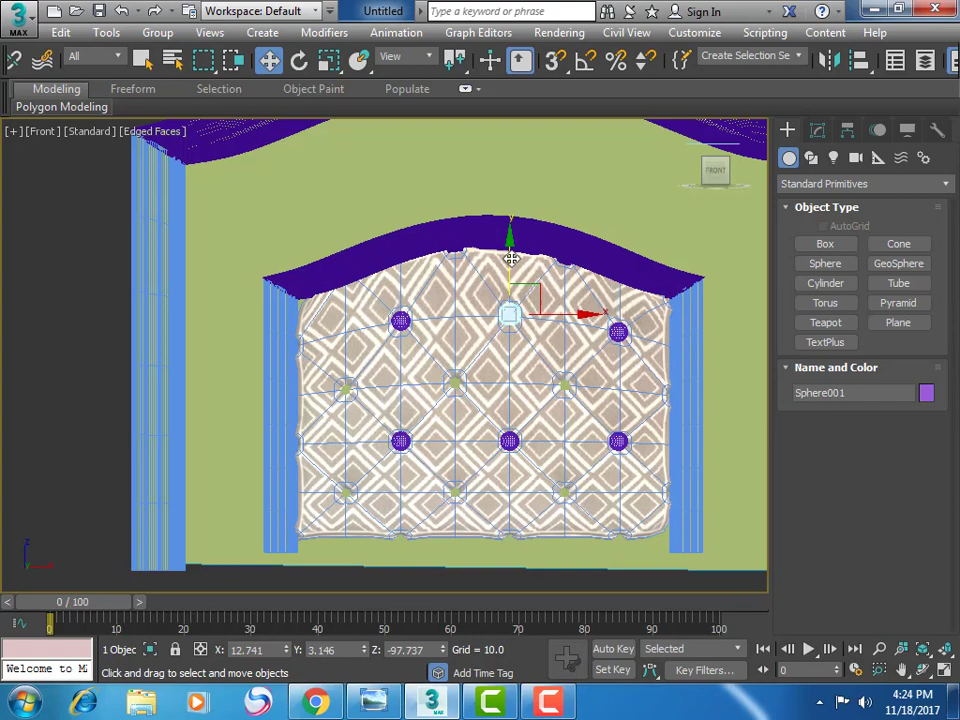 3
MAX
Workspace: Default
Untitled
Type a keyword or phrase
Sign In
Edit Tools Group Views Create Modifiers Animation Graph Editors Rendering Civil View Customize Scripting Content Help
All
View
Create Selection Se
Modeling Freeform Selection Object Paint Populate
Polygon Modeling
[+] [Front] [Standard] [Edged Faces]
FRONT
y
x
z
Standard Primitives
Object Type
AutoGrid
Box Cone
Sphere GeoSphere
Cylinder Tube
Torus Pyramid
Teapot Plane
TextPlus
Name and Color
Sphere001
0 / 100
0 10 20 30 40 50 60 70 80 90 100
1 Objec
X: 12.741 Y: 3.146 Z: -97.737 Grid = 10.0
Auto Key Selected
Welcome to M
Click and drag to select and move objects
Add Time Tag
Set Key Key Filters...
0
4:24 PM
11/18/2017